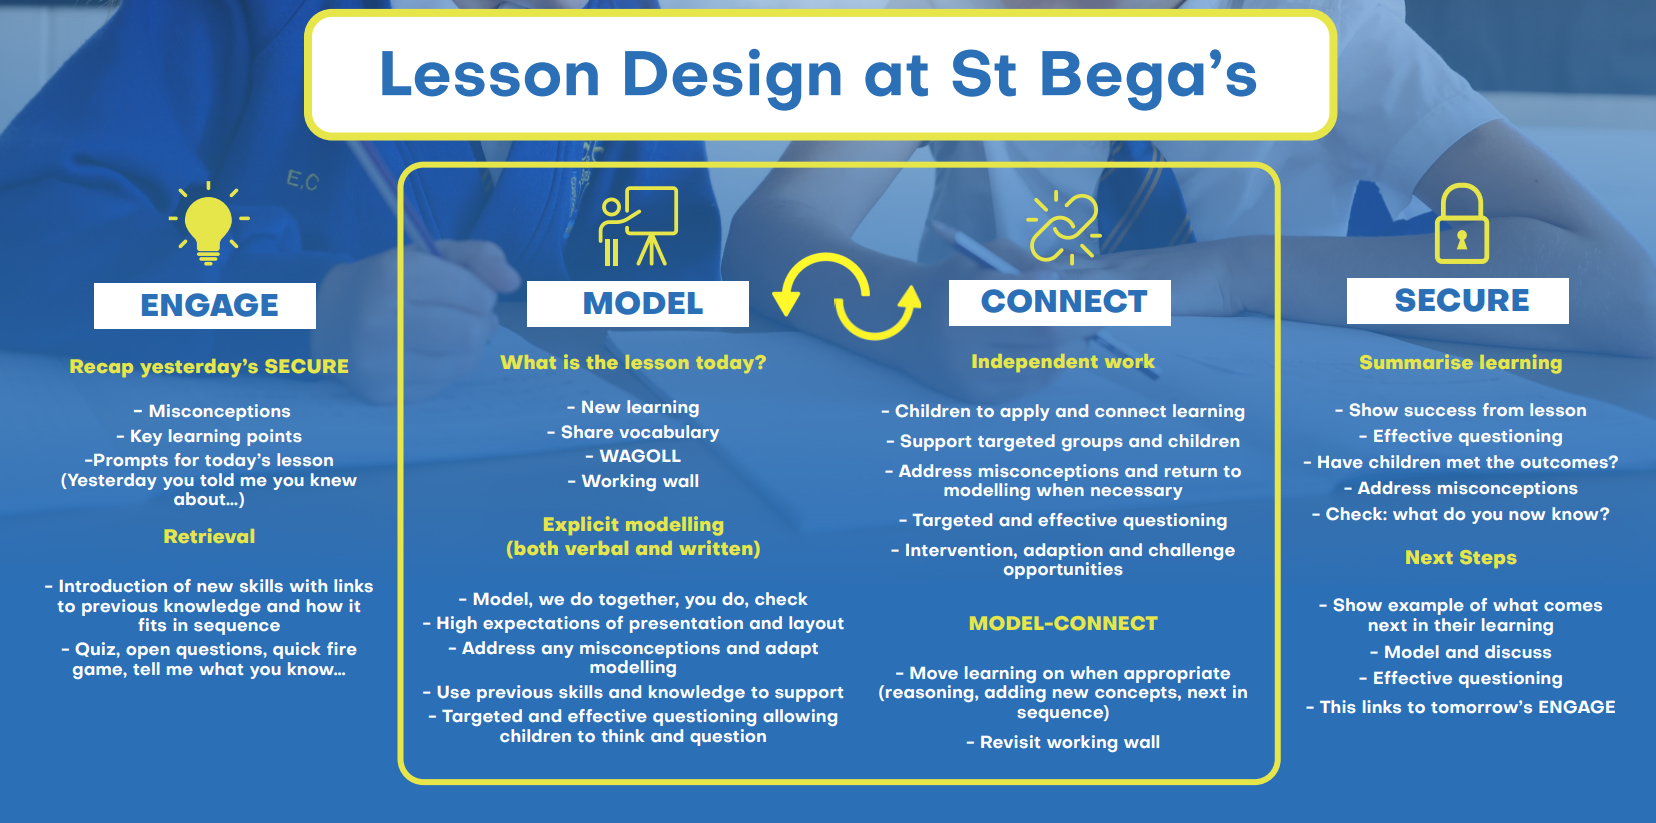 Lesson Design at St Bega's
E.C
ENGAGE
Recap yesterday's SECURE
- Misconceptions
- Key learning points
-Prompts for today's lesson
(Yesterday you told me you knew
about...)
Retrieval
- Introduction of new skills with links
to previous knowledge and how it
fits in sequence
- Quiz, open questions, quick fire
game, tell me what you know...
MODEL
What is the lesson today?
- New learning
- Share vocabulary
- WAGOLL
- Working wall
Explicit modelling
(both verbal and written)
- Model, we do together, you do, check
- High expectations of presentation and layout
- Address any misconceptions and adapt
modelling
- Use previous skills and knowledge to support
- Targeted and effective questioning allowing
children to think and question
CONNECT
Independent work
- Children to apply and connect learning
- Support targeted groups and children
- Address misconceptions and return to
modelling when necessary
- Targeted and effective questioning
- Intervention, adaption and challenge
opportunities
MODEL-CONNECT
- Move learning on when appropriate
(reasoning, adding new concepts, next in
sequence)
- Revisit working wall
SECURE
Summarise learning
- Show success from lesson
- Effective questioning
- Have children met the outcomes?
- Address misconceptions
- Check: what do you now know?
Next Steps
- Show example of what comes
next in their learning
- Model and discuss
- Effective questioning
- This links to tomorrow's ENGAGE